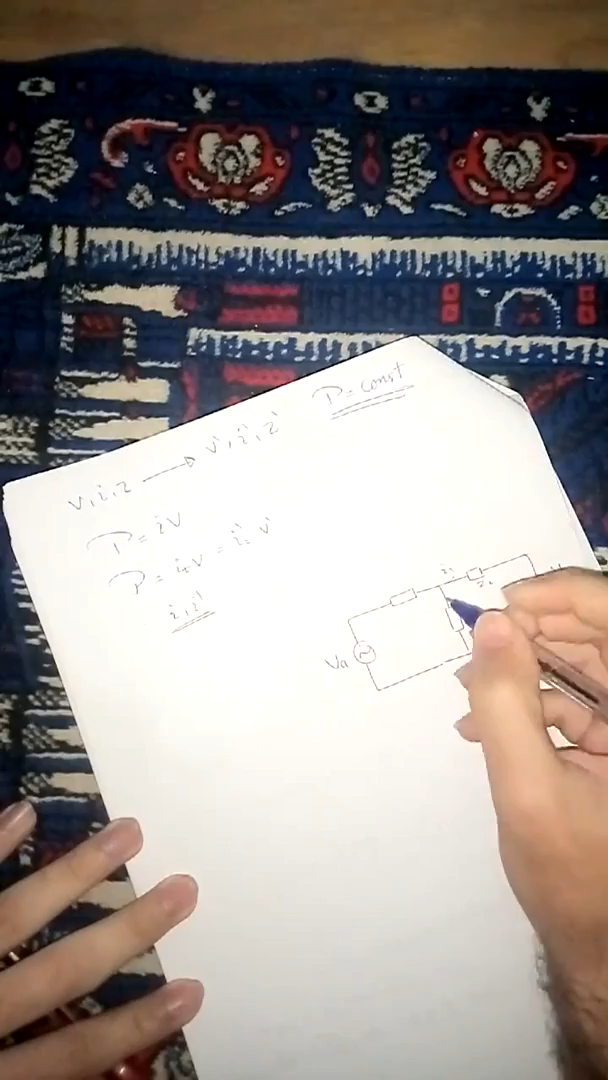 P = const
v, i, z → v', i', z'
P = iv
P = iv = i' v'
i, i'
Va